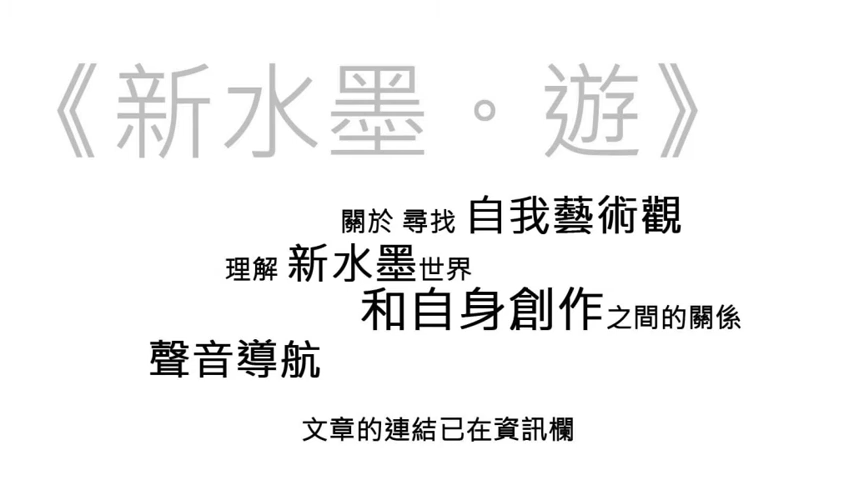 《新水墨。遊》
關於 尋找 自我藝術觀
理解 新水墨世界
和自身創作之間的關係
聲音導航
文章的連結已在資訊欄